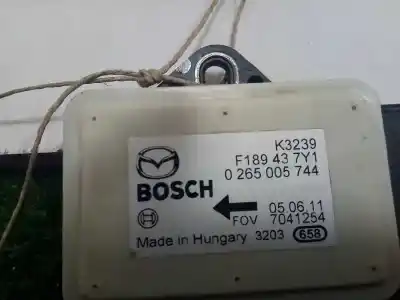 K3239
F189 43 7Y1
0 265 005 744
BOSCH
05.06.11
FOV 7041254
Made in Hungary 3203 658